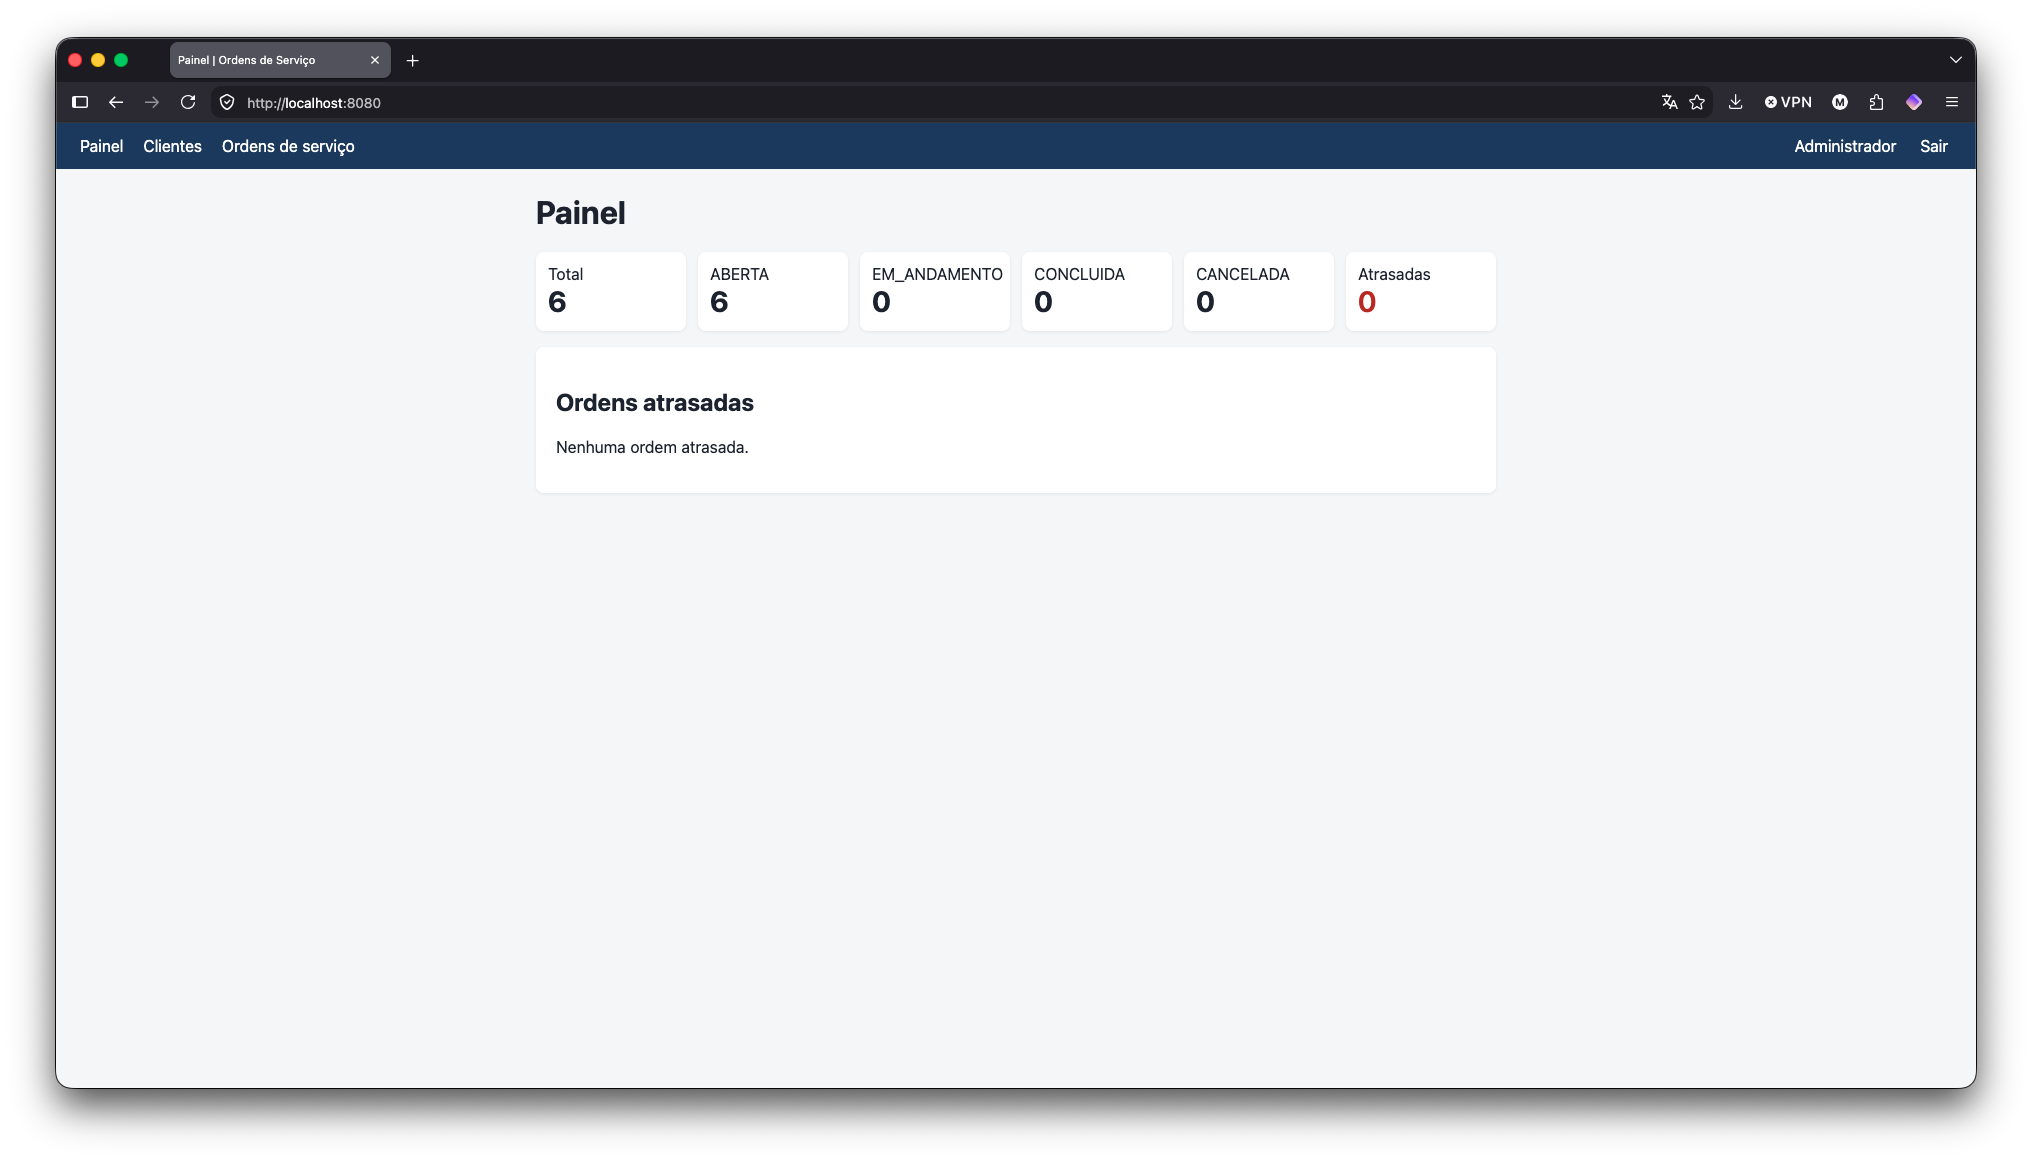 Painel | Ordens de Serviço
http://localhost:8080
VPN
M
Painel Clientes Ordens de serviço Administrador Sair
Painel
Total ABERTA EM_ANDAMENTO CONCLUIDA CANCELADA Atrasadas
6 6 0 0 0 0
Ordens atrasadas
Nenhuma ordem atrasada.